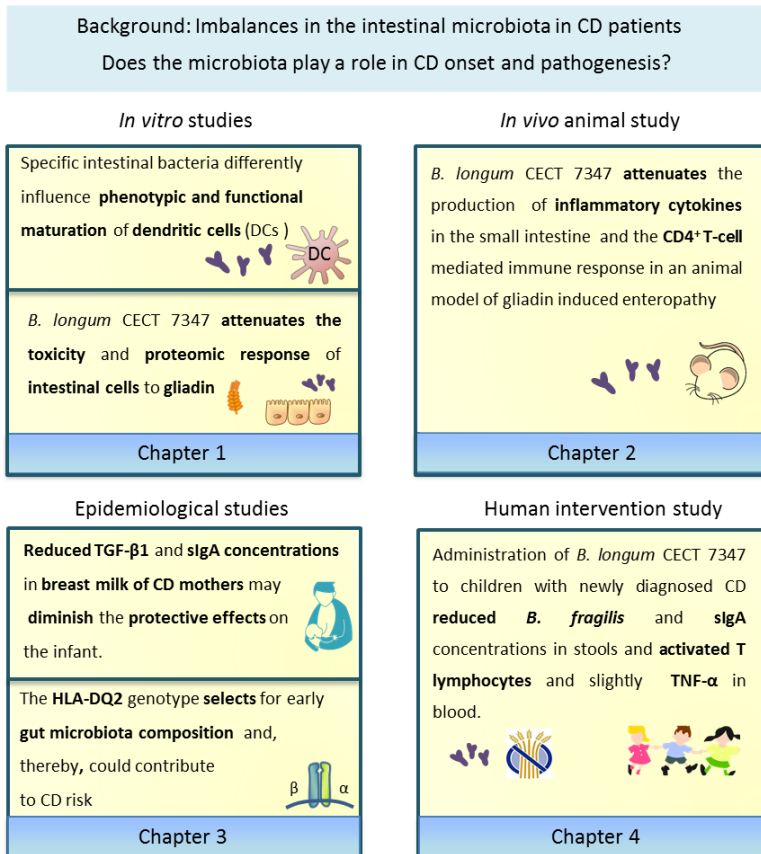 Background: Imbalances in the intestinal microbiota in CD patients
Does the microbiota play a role in CD onset and pathogenesis?
In vitro studies
Specific intestinal bacteria differently
influence phenotypic and functional
maturation of dendritic cells (DCs )
DC
B. longum CECT 7347 attenuates the
toxicity and proteomic response of
intestinal cells to gliadin
Chapter 1
In vivo animal study
B. longum CECT 7347 attenuates the
production of inflammatory cytokines
in the small intestine and the CD4+ T-cell
mediated immune response in an animal
model of gliadin induced enteropathy
Chapter 2
Epidemiological studies
Reduced TGF-β1 and sIgA concentrations
in breast milk of CD mothers may
diminish the protective effects on
the infant.
The HLA-DQ2 genotype selects for early
gut microbiota composition and,
thereby, could contribute
to CD risk
β α
Chapter 3
Human intervention study
Administration of B. longum CECT 7347
to children with newly diagnosed CD
reduced B. fragilis and sIgA
concentrations in stools and activated T
lymphocytes and slightly TNF-α in
blood.
Chapter 4